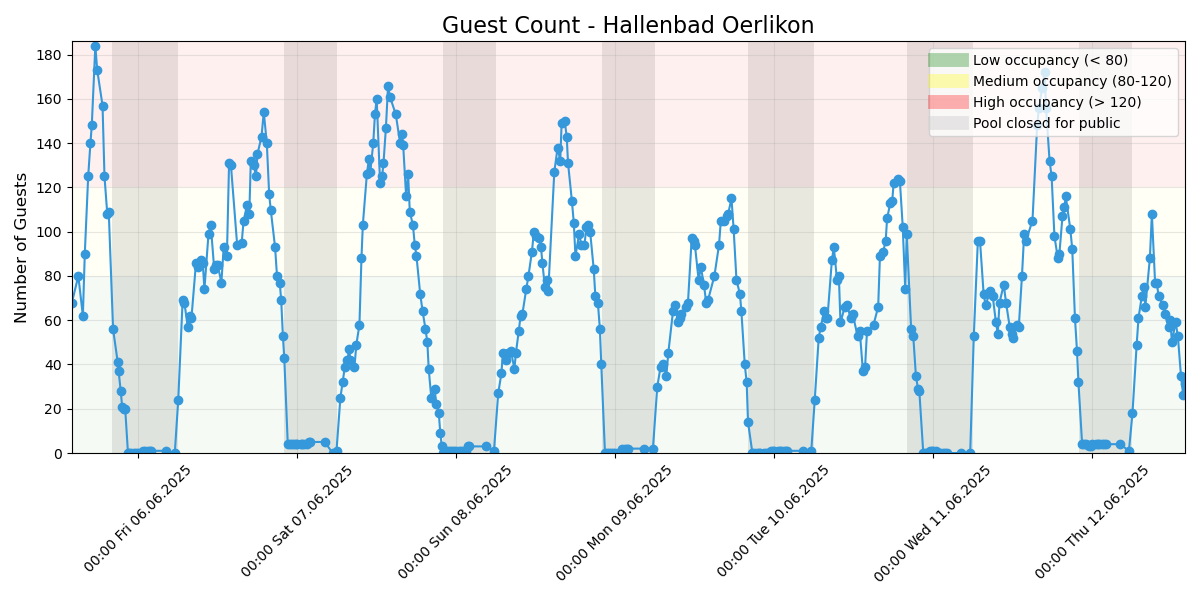 Guest Count - Hallenbad Oerlikon
Number of Guests
180
160
140
120
100
80
60
40
20
0
Low occupancy (< 80)
Medium occupancy (80-120)
High occupancy (> 120)
Pool closed for public
00:00 Fri 06.06.2025
00:00 Sat 07.06.2025
00:00 Sun 08.06.2025
00:00 Mon 09.06.2025
00:00 Tue 10.06.2025
00:00 Wed 11.06.2025
00:00 Thu 12.06.2025